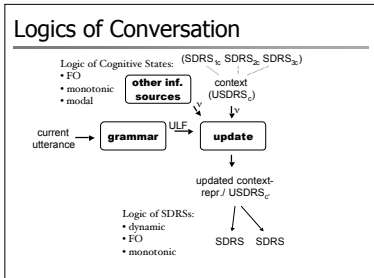 Logics of Conversation
Logic of Cognitive States:
• FO
• monotonic
• modal
other inf.
sources
(SDRS1c SDRS2c SDRS3c)
context
(USDRSc)
v
v
current
utterance
grammar
ULF
update
updated context-
repr./ USDRSc'
Logic of SDRSs:
• dynamic
• FO
• monotonic
SDRS SDRS